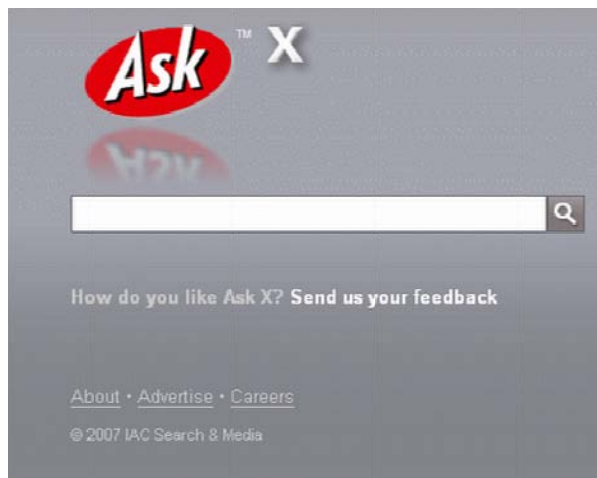 Ask™ X
How do you like Ask X? Send us your feedback
About · Advertise · Careers
© 2007 IAC Search & Media